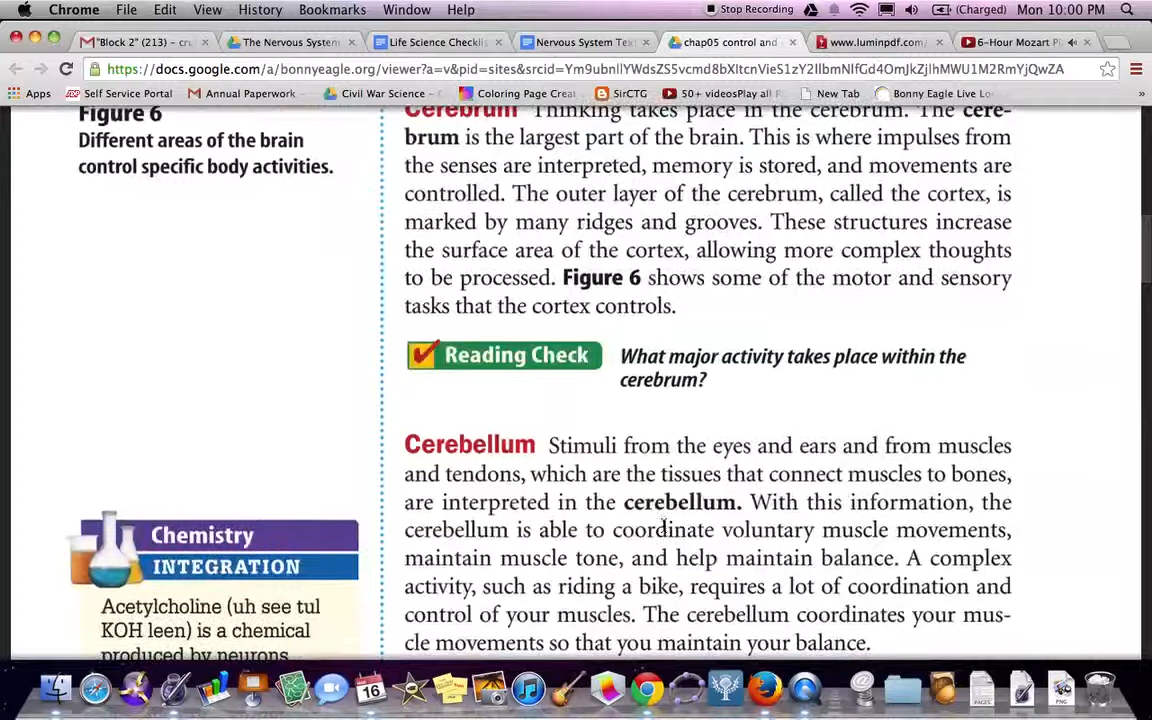 Chrome File Edit View History Bookmarks Window Help Stop Recording (Charged) Mon 10:00 PM
"Block 2" (213) - cru The Nervous System Life Science Checklis Nervous System Tex chap05 control and www.luminpdf.com/ 6-Hour Mozart P
https://docs.google.com/a/bonnyeagle.org/viewer?a=v&pid=sites&srcid=
Apps Self Service Portal Annual Paperwork Civil War Science Coloring Page Creat SirCTG 50+ videosPlay all New Tab Bonny Eagle Live Lo »
Figure 6
Different areas of the brain
control specific body activities.
Cerebrum Thinking takes place in the cerebrum. The cere-
brum is the largest part of the brain. This is where impulses from
the senses are interpreted, memory is stored, and movements are
controlled. The outer layer of the cerebrum, called the cortex, is
marked by many ridges and grooves. These structures increase
the surface area of the cortex, allowing more complex thoughts
to be processed. Figure 6 shows some of the motor and sensory
tasks that the cortex controls.
Reading Check What major activity takes place within the
cerebrum?
Cerebellum Stimuli from the eyes and ears and from muscles
and tendons, which are the tissues that connect muscles to bones,
are interpreted in the cerebellum. With this information, the
cerebellum is able to coordinate voluntary muscle movements,
maintain muscle tone, and help maintain balance. A complex
activity, such as riding a bike, requires a lot of coordination and
control of your muscles. The cerebellum coordinates your mus-
cle movements so that you maintain your balance.
Chemistry
INTEGRATION
Acetylcholine (uh see tul
KOH leen) is a chemical
produced by neurons
16